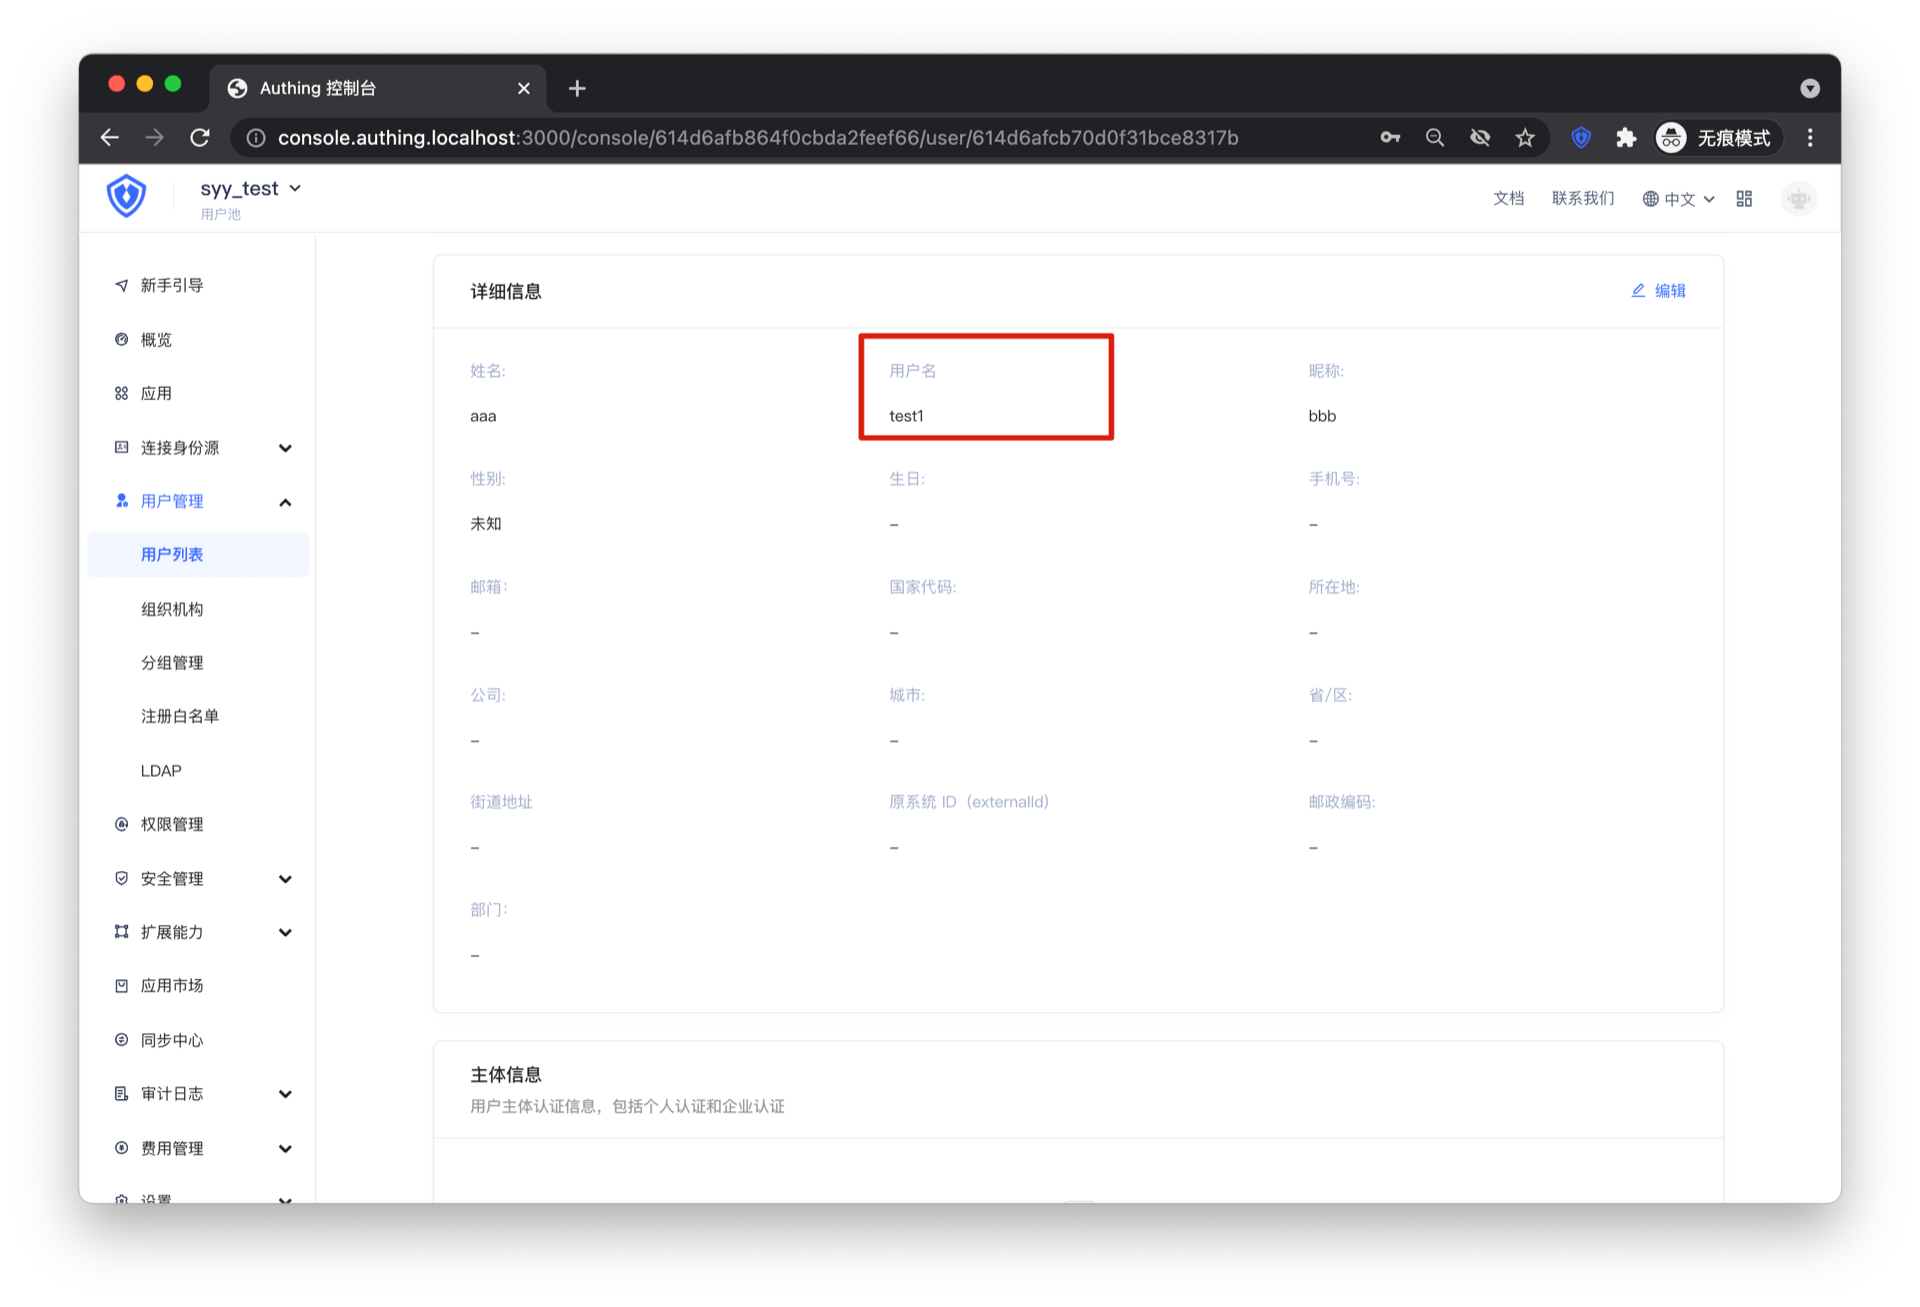 Authing 控制台
console.authing.localhost:3000/console/614d6afb864f0cbda2feef66/user/614d6afcb70d0f31bce8317b
无痕模式
syy_test
用户池
文档
联系我们
中文
新手引导
概览
应用
连接身份源
用户管理
用户列表
组织机构
分组管理
注册白名单
LDAP
权限管理
安全管理
扩展能力
应用市场
同步中心
审计日志
费用管理
设置
详细信息
编辑
姓名:
用户名
昵称:
aaa
test1
bbb
性别:
生日:
手机号:
未知
–
–
邮箱:
国家代码:
所在地:
–
–
–
公司:
城市:
省/区:
–
–
–
街道地址
原系统 ID（externalId）
邮政编码:
–
–
–
部门:
–
主体信息
用户主体认证信息，包括个人认证和企业认证